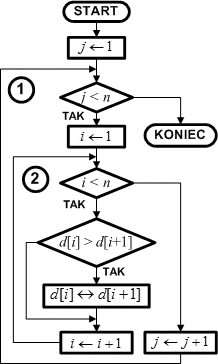 START
j ← 1
1
j < n
TAK
KONIEC
i ← 1
2
i < n
TAK
d[i] > d[i+1]
TAK
d[i] ↔ d[i+1]
i ← i+1
j ← j+1